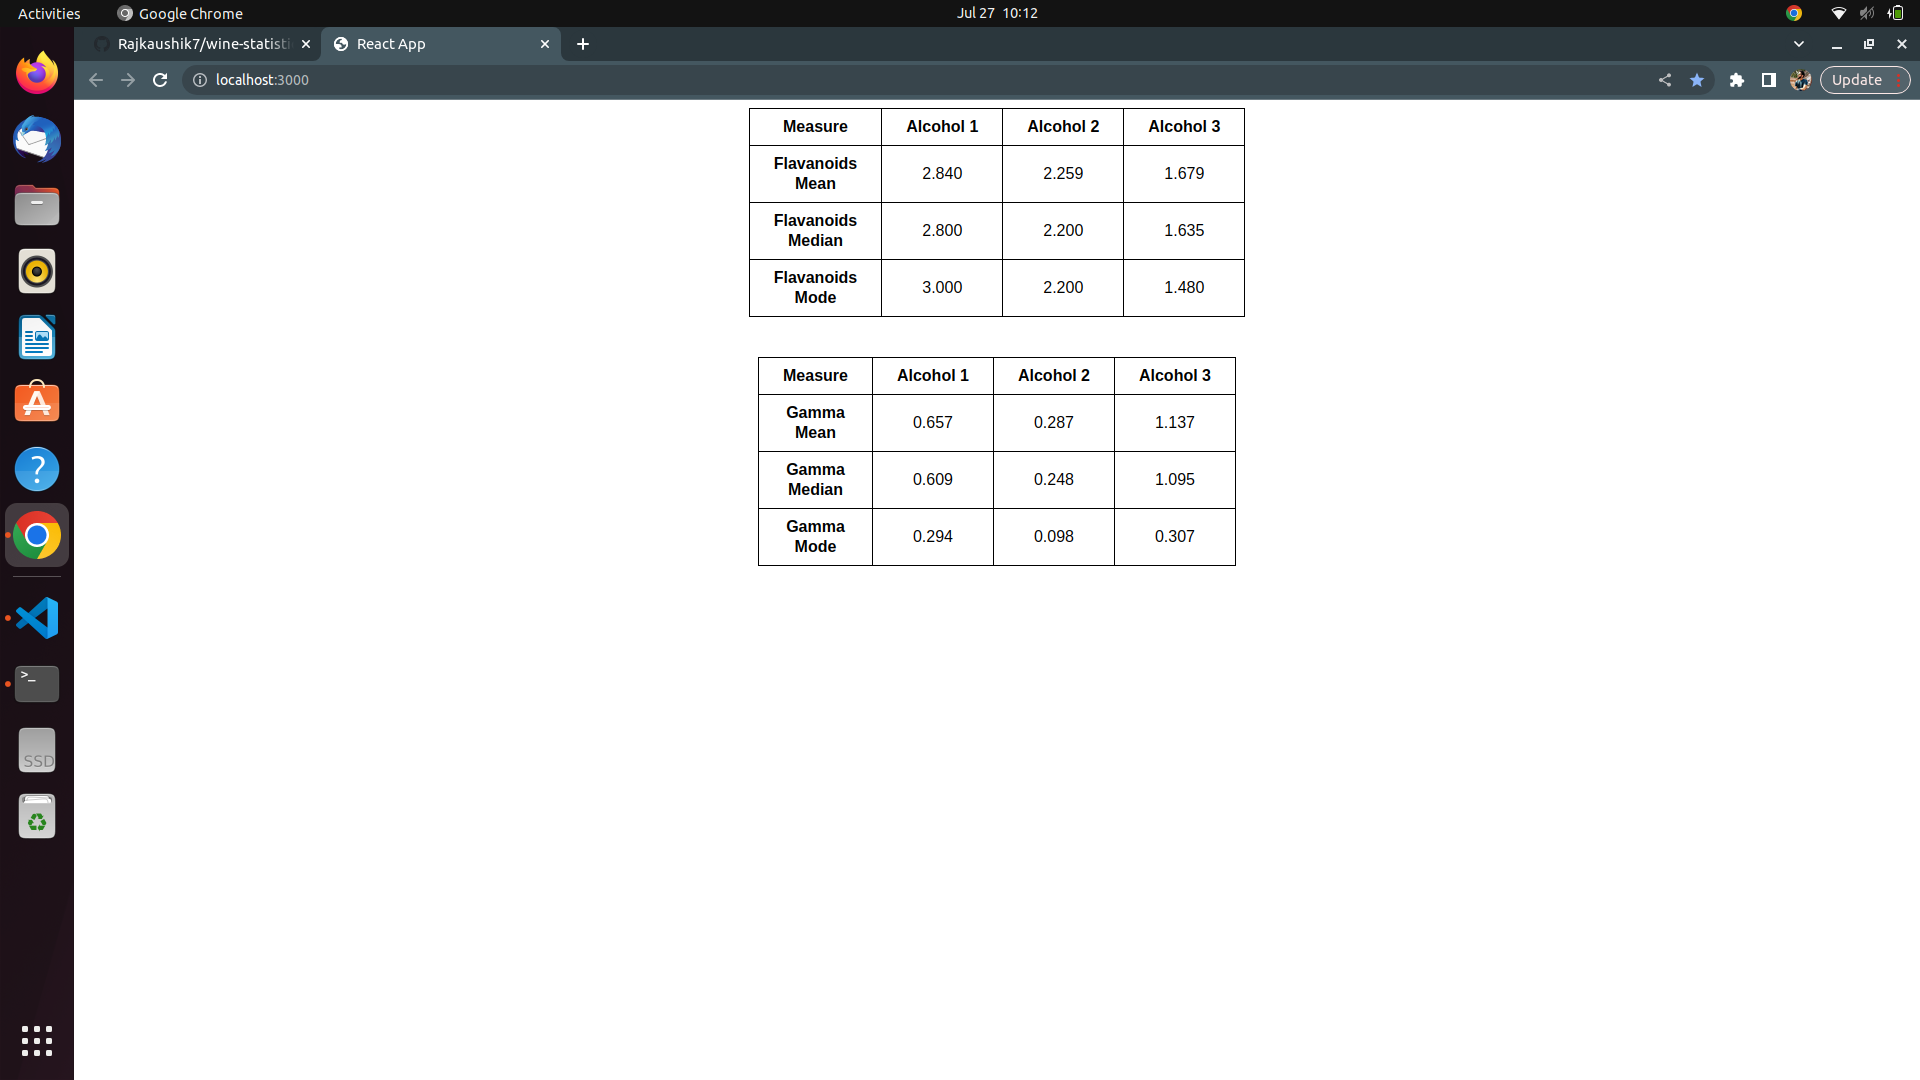 Activities Google Chrome Jul 27 10:12
Rajkaushik7/wine-statisti React App
localhost:3000 Update
Measure Alcohol 1 Alcohol 2 Alcohol 3
Flavanoids
Mean 2.840 2.259 1.679
Flavanoids
Median 2.800 2.200 1.635
Flavanoids
Mode 3.000 2.200 1.480
Measure Alcohol 1 Alcohol 2 Alcohol 3
Gamma
Mean 0.657 0.287 1.137
Gamma
Median 0.609 0.248 1.095
Gamma
Mode 0.294 0.098 0.307
?
>_
SSD